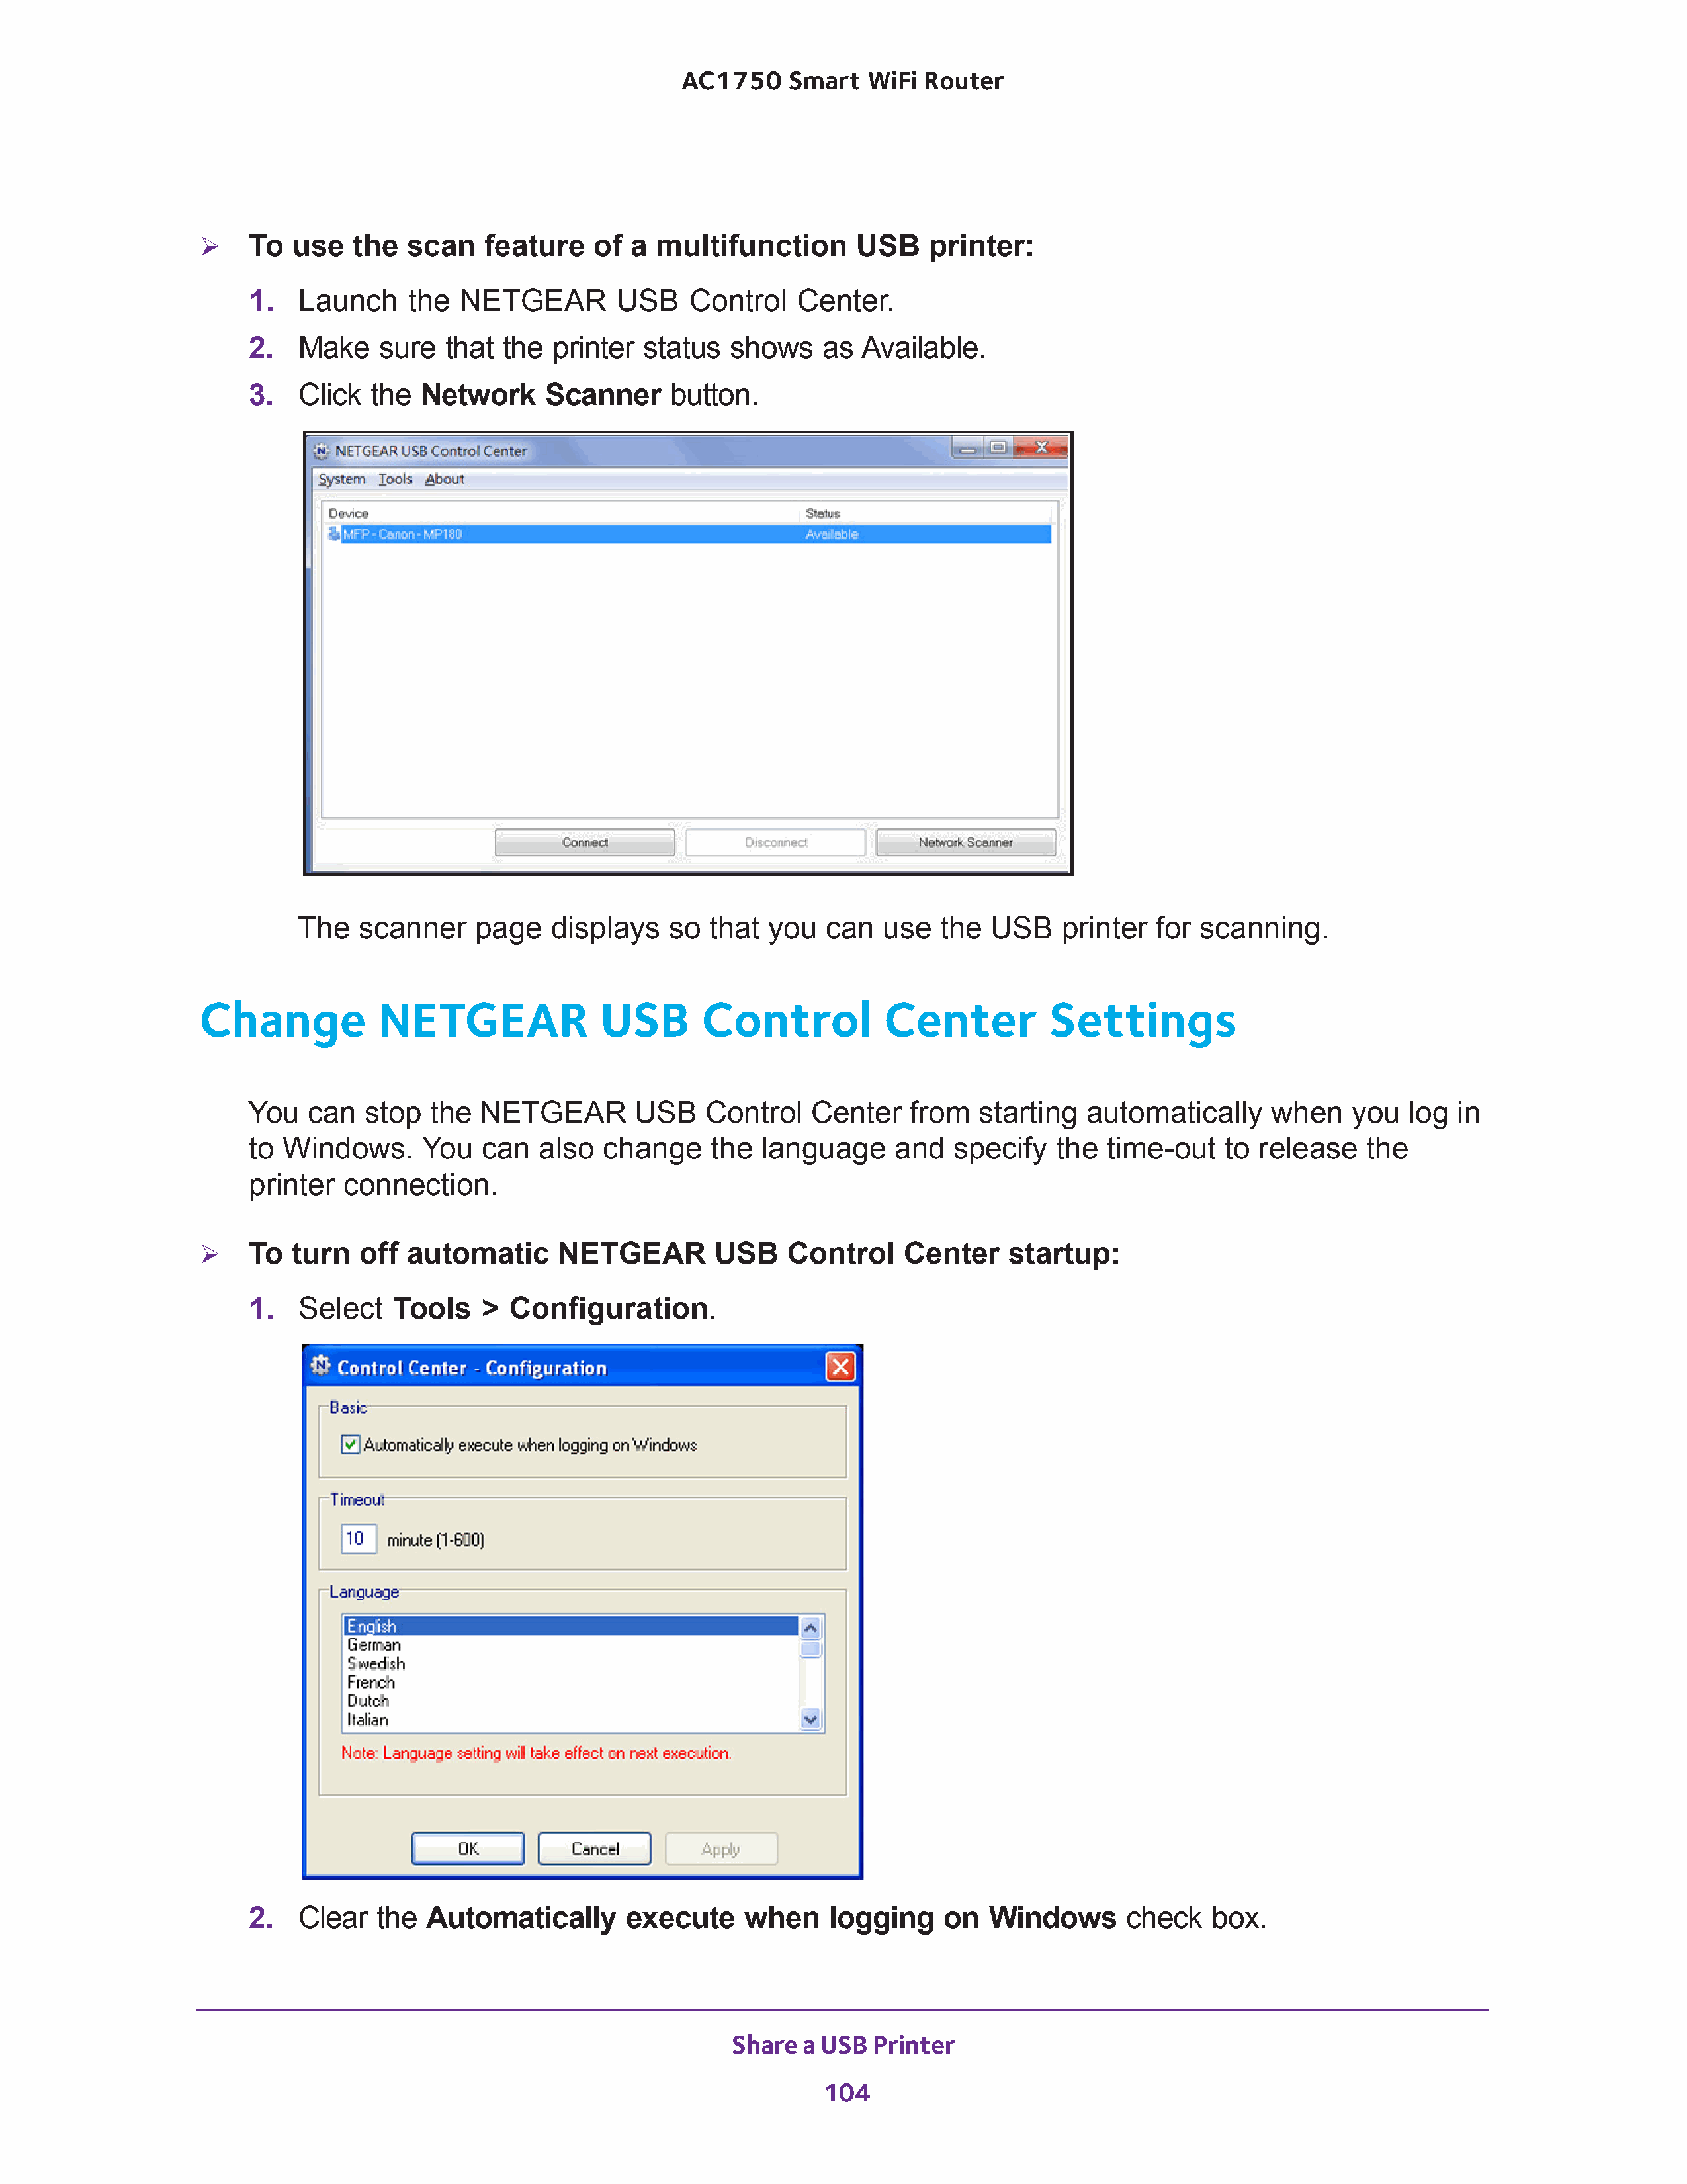 AC1750 Smart WiFi Router
➢ To use the scan feature of a multifunction USB printer:
1. Launch the NETGEAR USB Control Center.
2. Make sure that the printer status shows as Available.
3. Click the Network Scanner button.
NETGEAR USB Control Center
System Tools About
Device Status
MFP - Canon - MP180 Available
Connect Disconnect Network Scanner
The scanner page displays so that you can use the USB printer for scanning.
Change NETGEAR USB Control Center Settings
You can stop the NETGEAR USB Control Center from starting automatically when you log in
to Windows. You can also change the language and specify the time-out to release the
printer connection.
➢ To turn off automatic NETGEAR USB Control Center startup:
1. Select Tools > Configuration.
Control Center - Configuration
Basic
Automatically execute when logging on Windows
Timeout
10 minute (1-600)
Language
English
German
Swedish
French
Dutch
Italian
Note: Language setting will take effect on next execution.
OK Cancel Apply
2. Clear the Automatically execute when logging on Windows check box.
Share a USB Printer
104